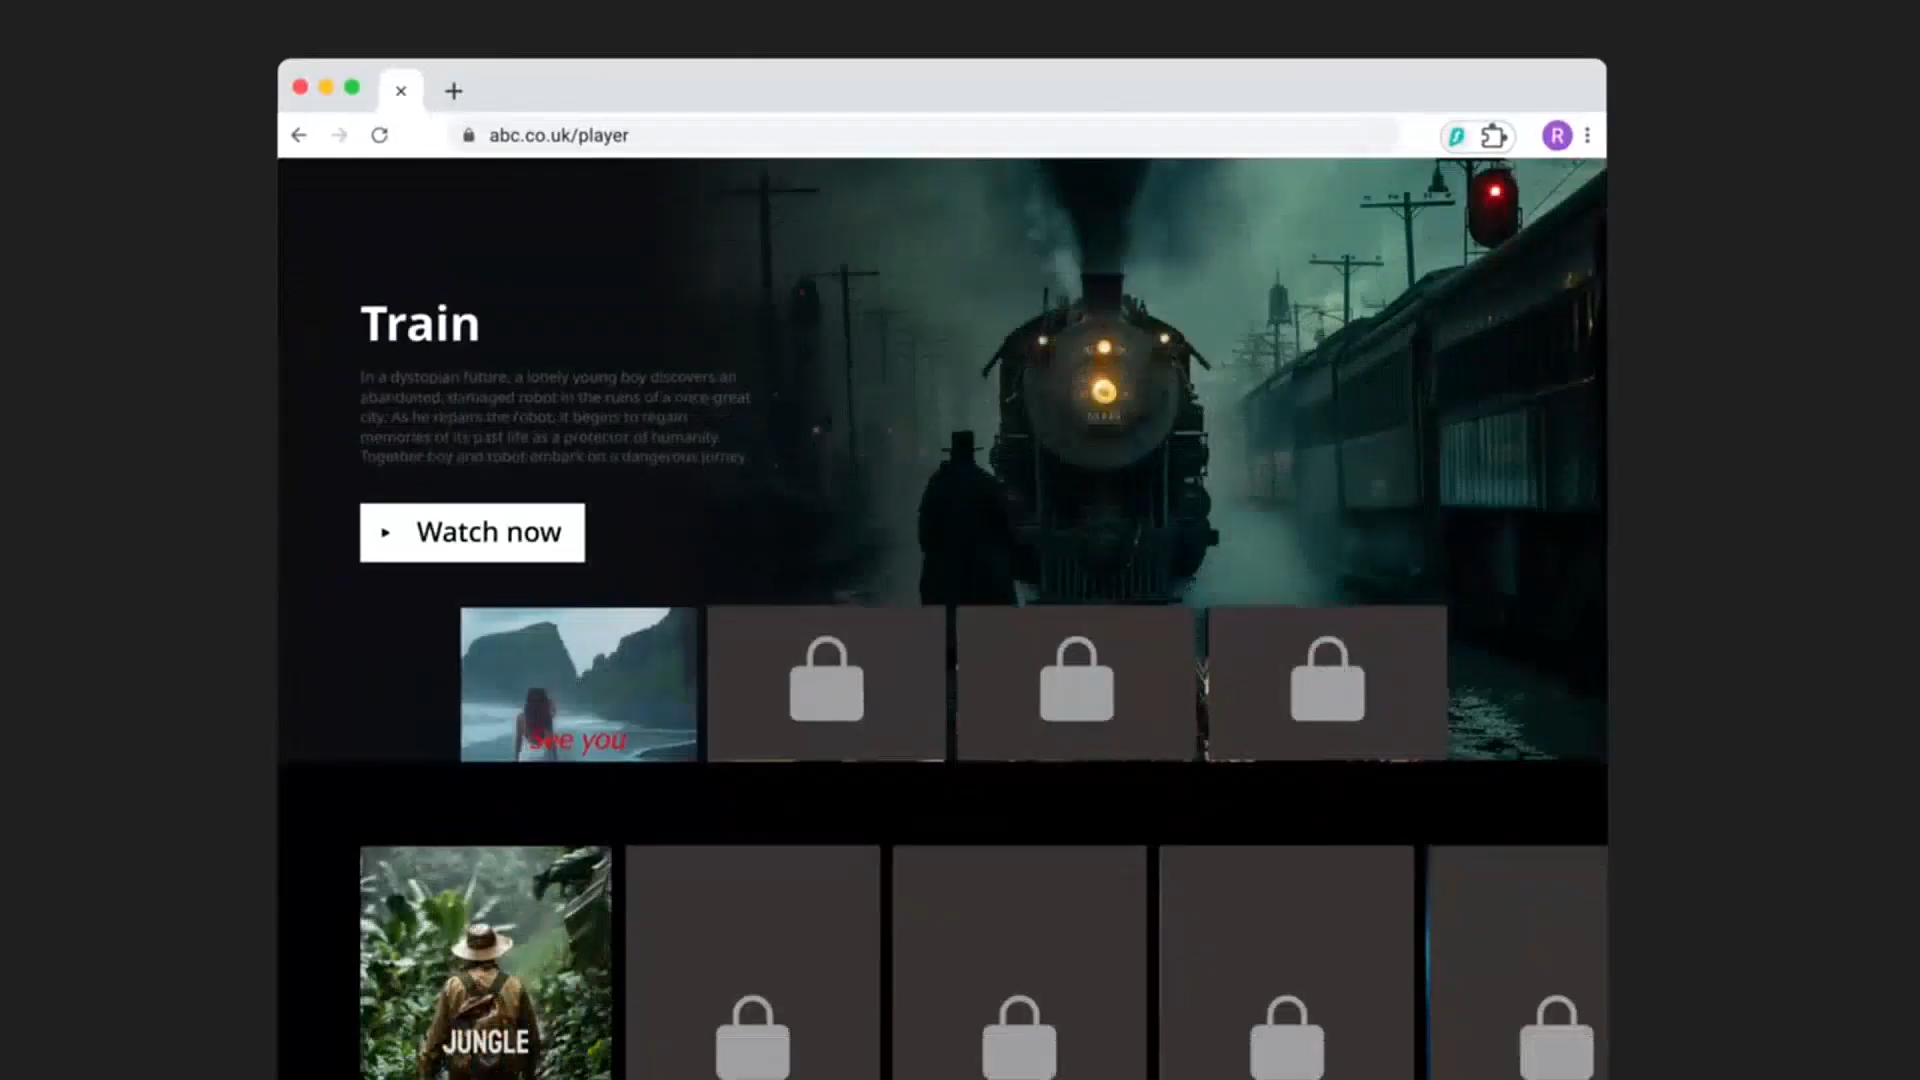 abc.co.uk/player
R
Train
In a dystopian future, a lonely young boy discovers an
abandoned, damaged robot in the ruins of a once-great
city. As he repairs the robot, it begins to regain
memories of its past life as a protector of humanity.
Together boy and robot embark on a dangerous jorney
Watch now
See you
JUNGLE